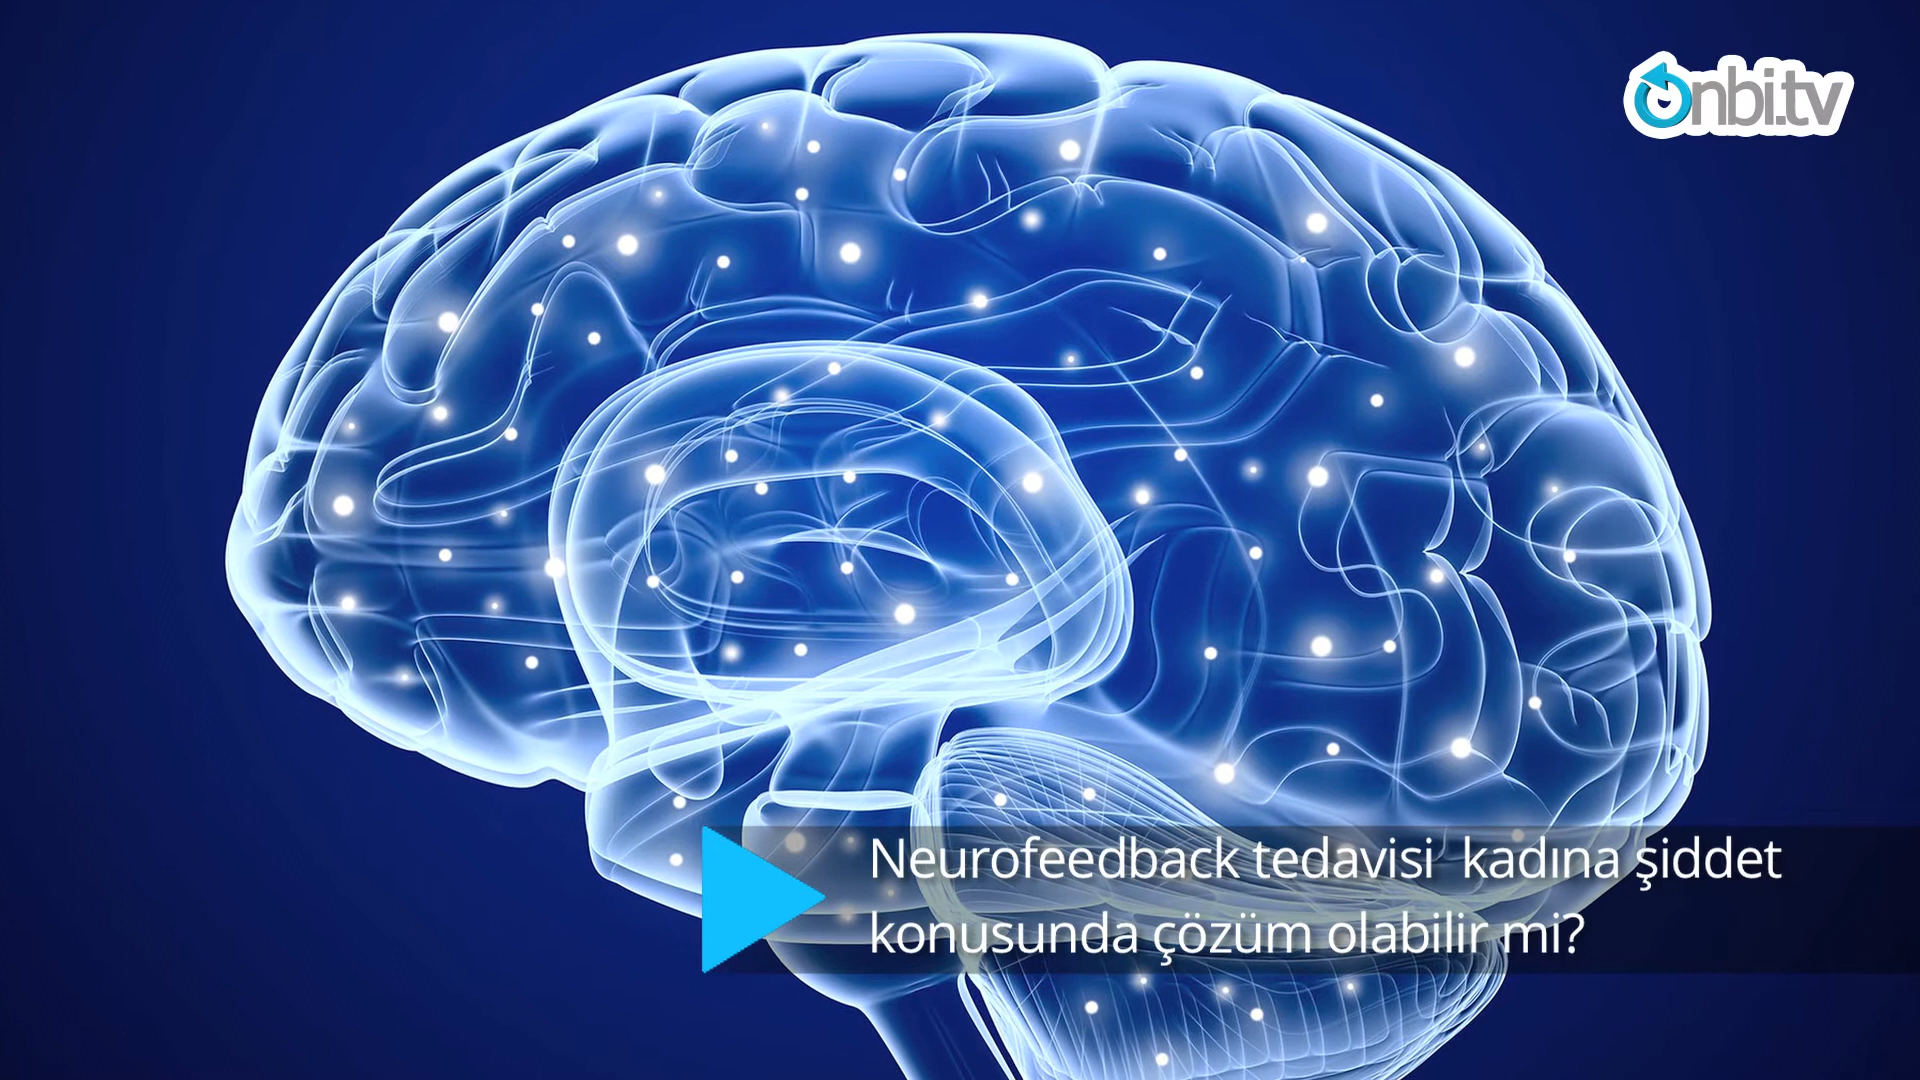 onbi.tv
Neurofeedback tedavisi kadına şiddet
konusunda çözüm olabilir mi?